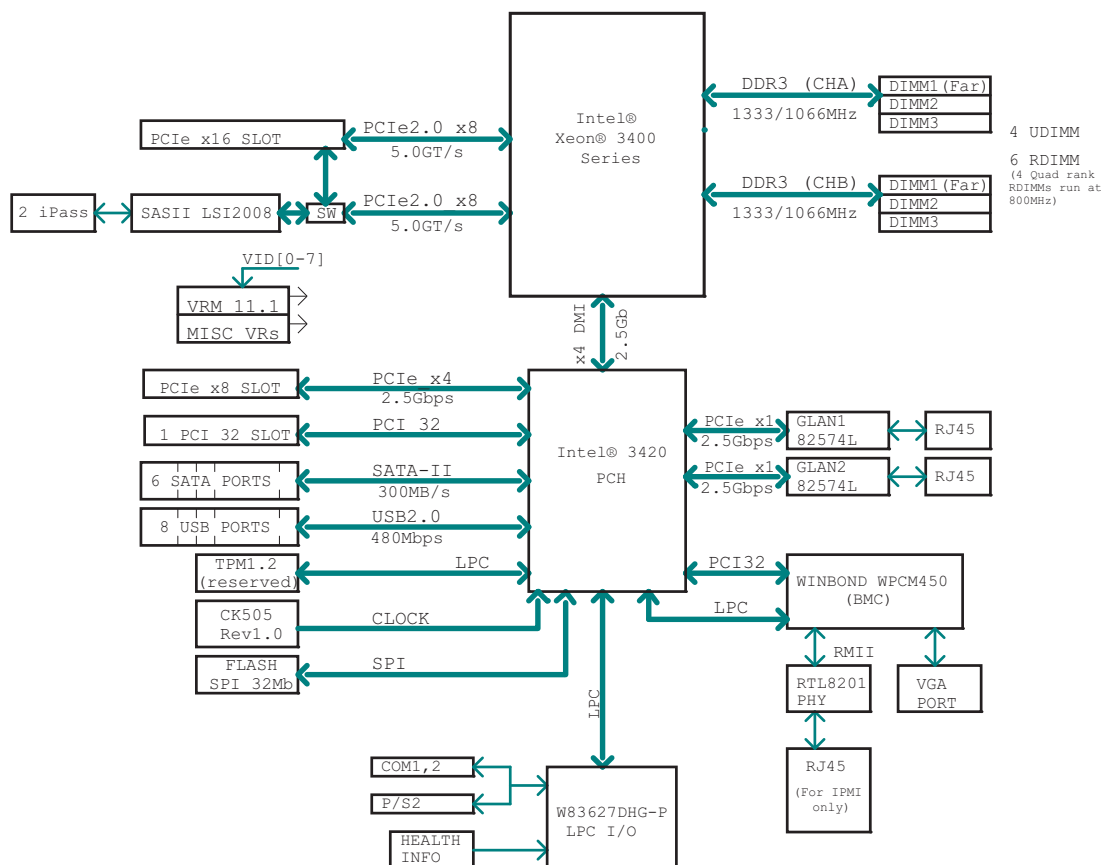 Intel®
Xeon® 3400
Series
DDR3 (CHA)
1333/1066MHz
DIMM1(Far)
DIMM2
DIMM3
4 UDIMM
6 RDIMM
(4 Quad rank
RDIMMs run at
800MHz)
DDR3 (CHB)
1333/1066MHz
DIMM1(Far)
DIMM2
DIMM3
PCIe x16 SLOT
PCIe2.0 x8
5.0GT/s
2 iPass
SASII LSI2008
SW
PCIe2.0_x8
5.0GT/s
VID[0-7]
VRM 11.1
MISC VRs
x4 DMI
2.5Gb
PCIe x8 SLOT
PCIe_x4
2.5Gbps
1 PCI 32 SLOT
PCI 32
6 SATA PORTS
SATA-II
300MB/s
8 USB PORTS
USB2.0
480Mbps
TPM1.2
(reserved)
LPC
CK505
Rev1.0
CLOCK
FLASH
SPI 32Mb
SPI
Intel® 3420
PCH
PCIe x1
2.5Gbps
GLAN1
82574L
RJ45
PCIe_x1
2.5Gbps
GLAN2
82574L
RJ45
PCI32
LPC
WINBOND WPCM450
(BMC)
RMII
RTL8201
PHY
VGA
PORT
RJ45
(For IPMI
only)
LPC
COM1,2
P/S2
HEALTH
INFO
W83627DHG-P
LPC I/O